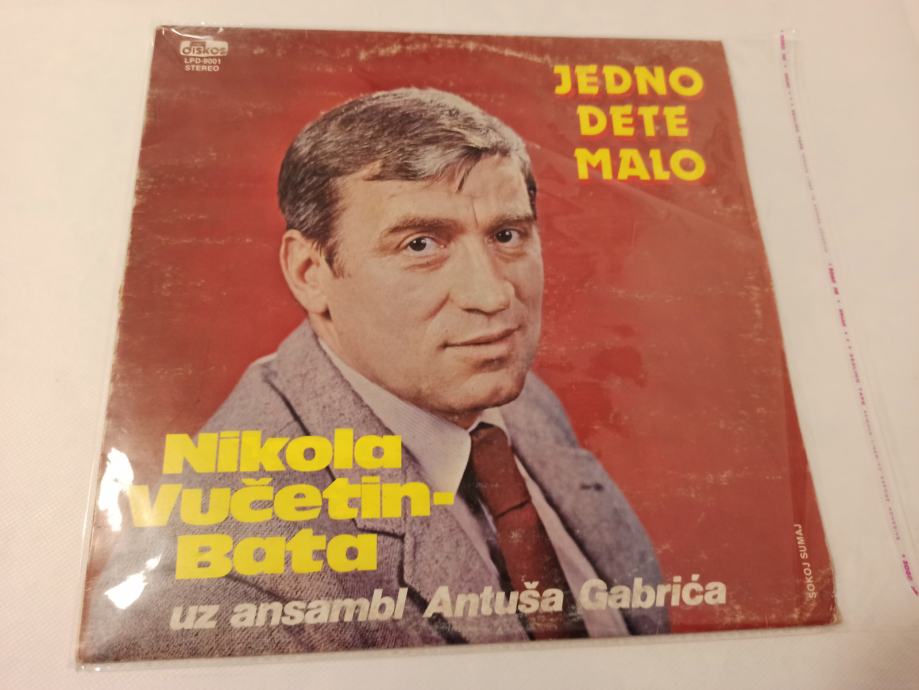 diskos
LPD-9001
STEREO
JEDNO
DETE
MALO
Nikola
Vučetin-
Bata
uz ansambl Antuša Gabrića
SOKOJ SUMAJ